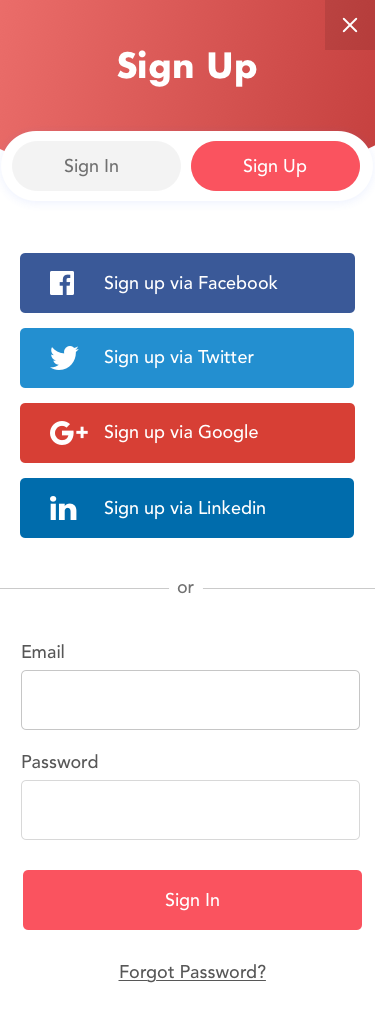 Sign Up
Sign In
Sign Up
Sign up via Facebook
Sign up via Twitter
Sign up via Google
Sign up via Linkedin
or
Email
Password
Sign In
Forgot Password?